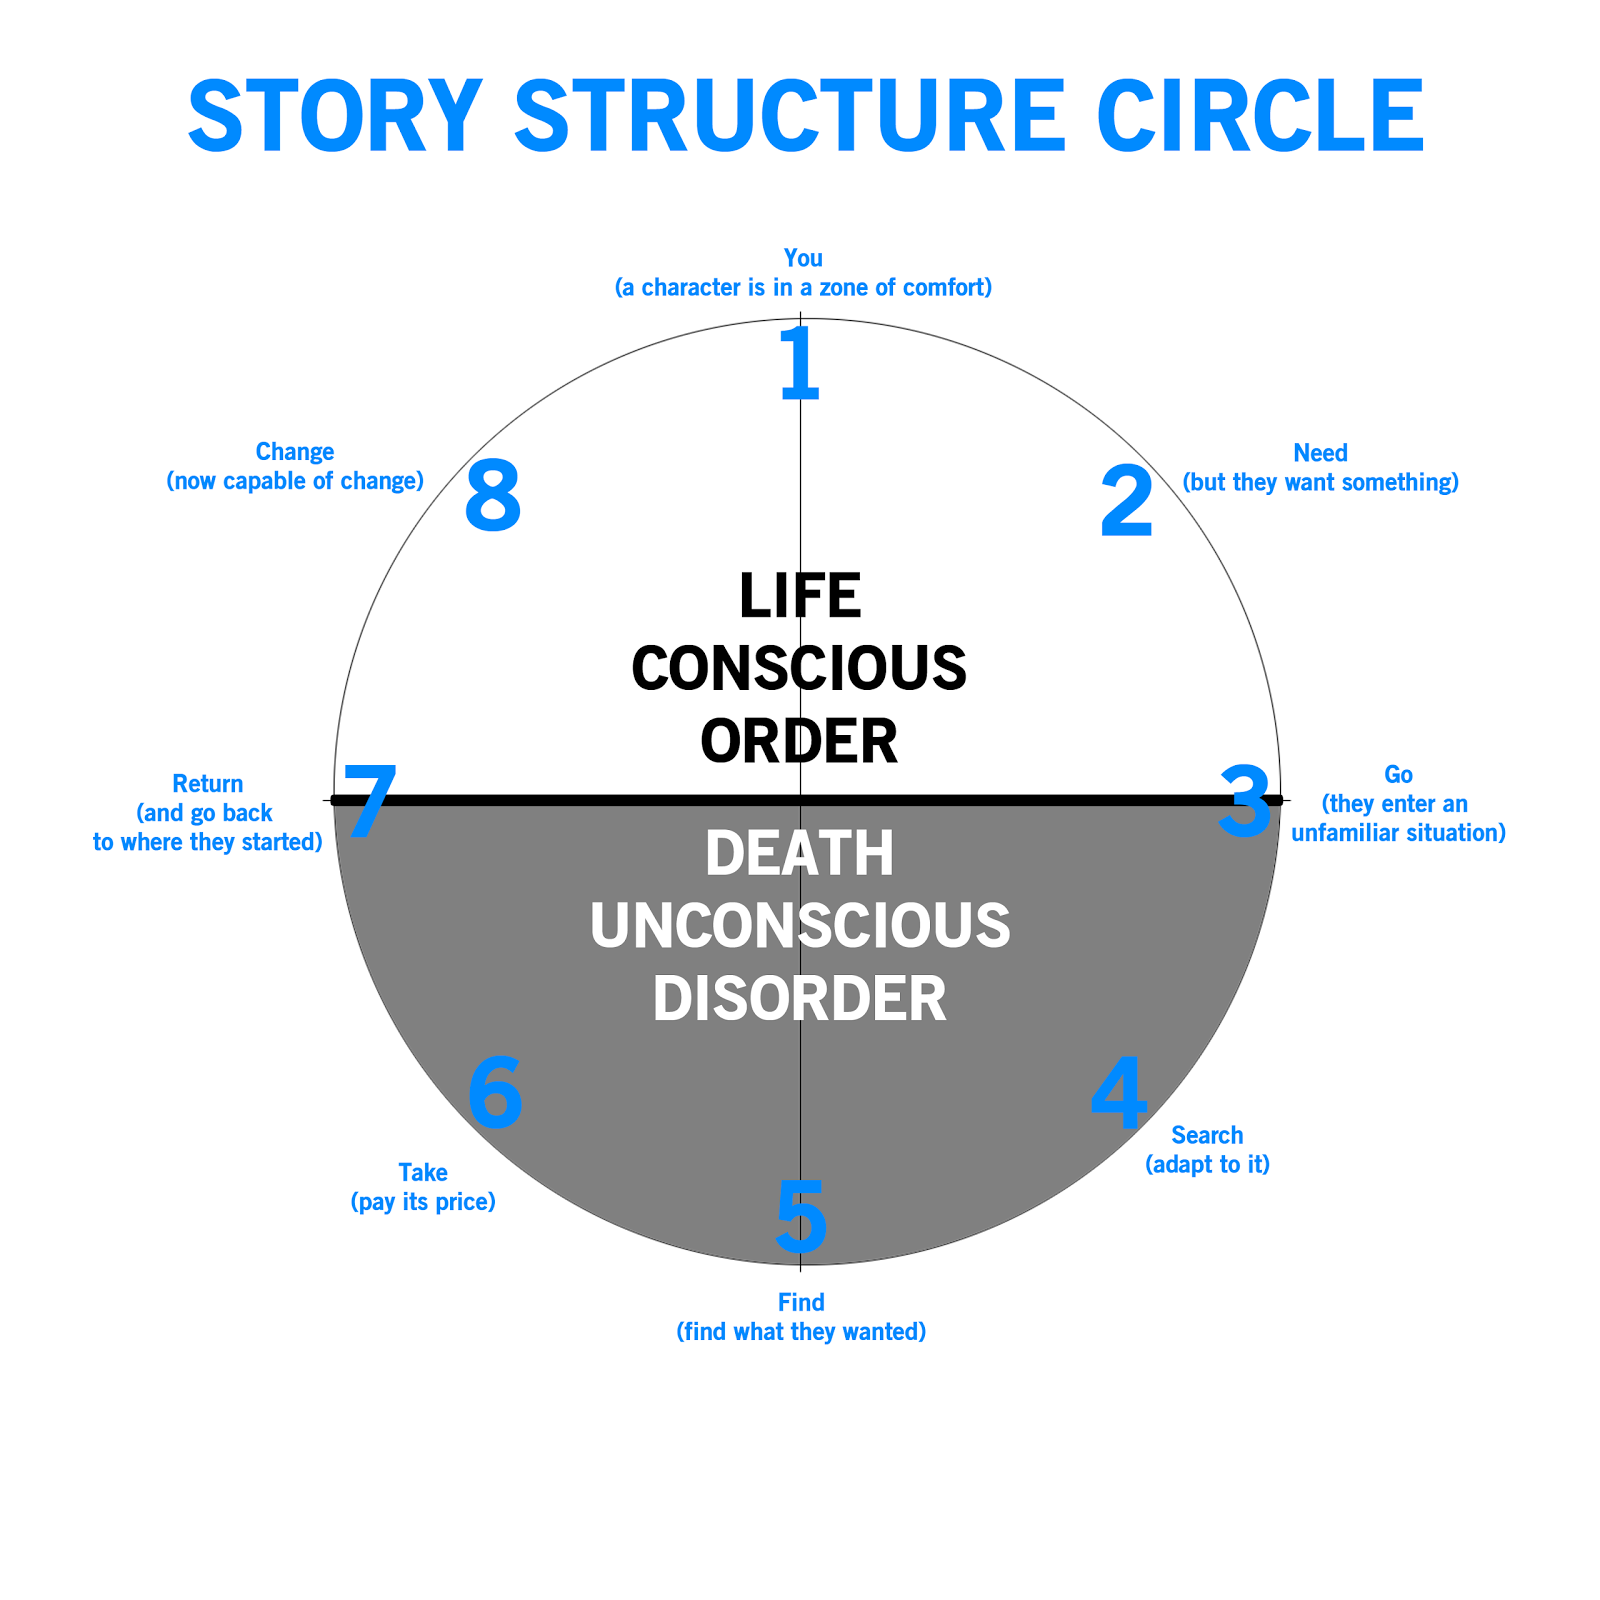 STORY STRUCTURE CIRCLE
You
(a character is in a zone of comfort)
1
Need
(but they want something)
2
Go
(they enter an
unfamiliar situation)
3
Search
(adapt to it)
4
Find
(find what they wanted)
5
Take
(pay its price)
6
Return
(and go back
to where they started)
7
Change
(now capable of change)
8
LIFE
CONSCIOUS
ORDER
DEATH
UNCONSCIOUS
DISORDER